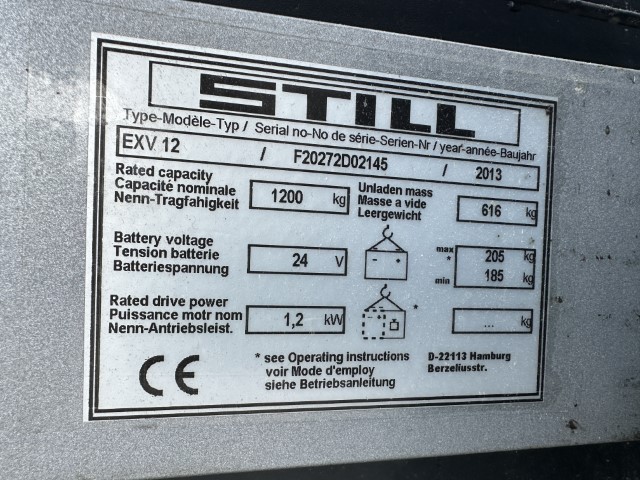 STILL
Type-Modèle-Typ / Serial no-No de série-Serien-Nr / year-année-Baujahr
EXV 12 / F20272D02145 / 2013
Rated capacity
Capacité nominale
Nenn-Tragfahigkeit
1200 kg
Unladen mass
Masse a vide
Leergewicht
616 kg
Battery voltage
Tension batterie
Batteriespannung
24 V
- +
max 205 kg
*
min 185 kg
Rated drive power
Puissance motr nom
Nenn-Antriebsleist.
1,2 kW
*
... kg
* see Operating instructions
voir Mode d'employ
siehe Betriebsanleitung
D-22113 Hamburg
Berzeliusstr.
CE